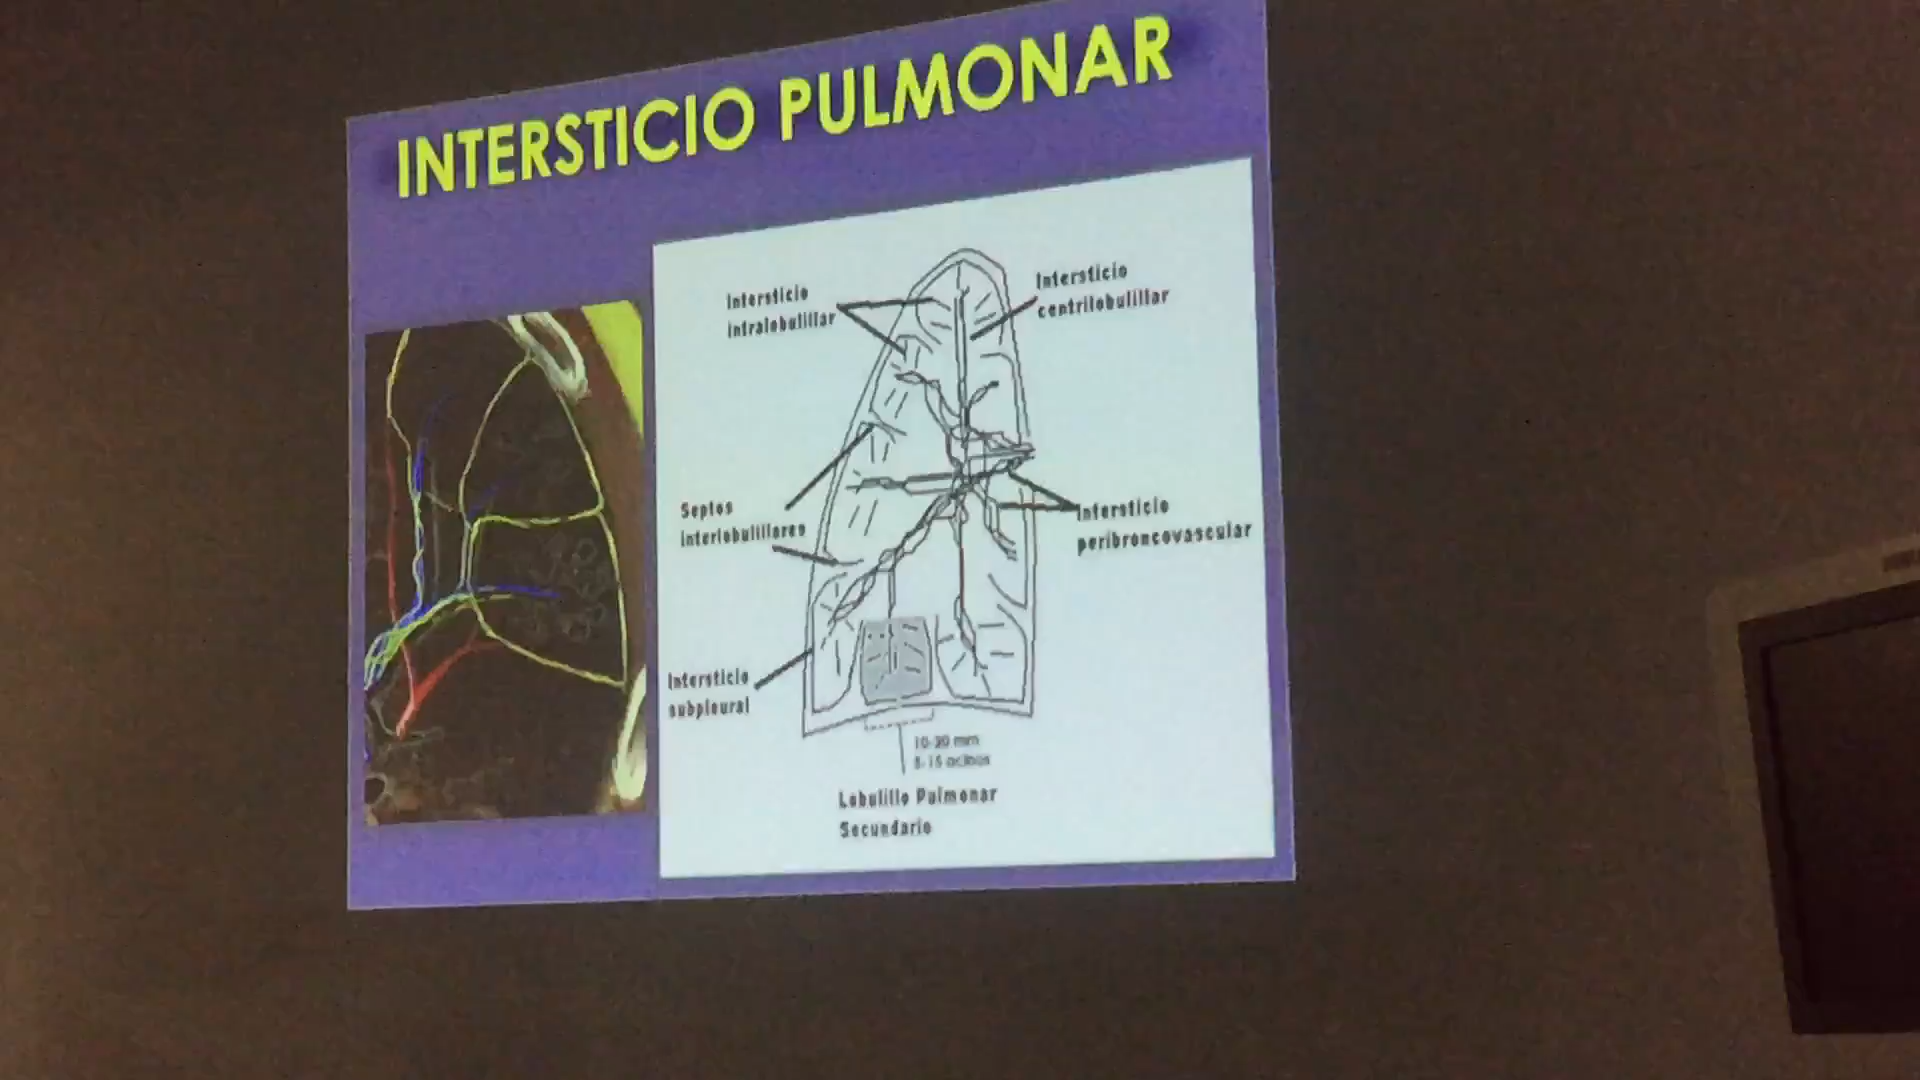 INTERSTICIO PULMONAR
Intersticio
intralobulillar
Intersticio
centrilobulillar
Septos
interlobulillares
Intersticio
peribroncovascular
Intersticio
subpleural
10-20 mm
5-15 acinos
Lobulillo Pulmonar
Secundario